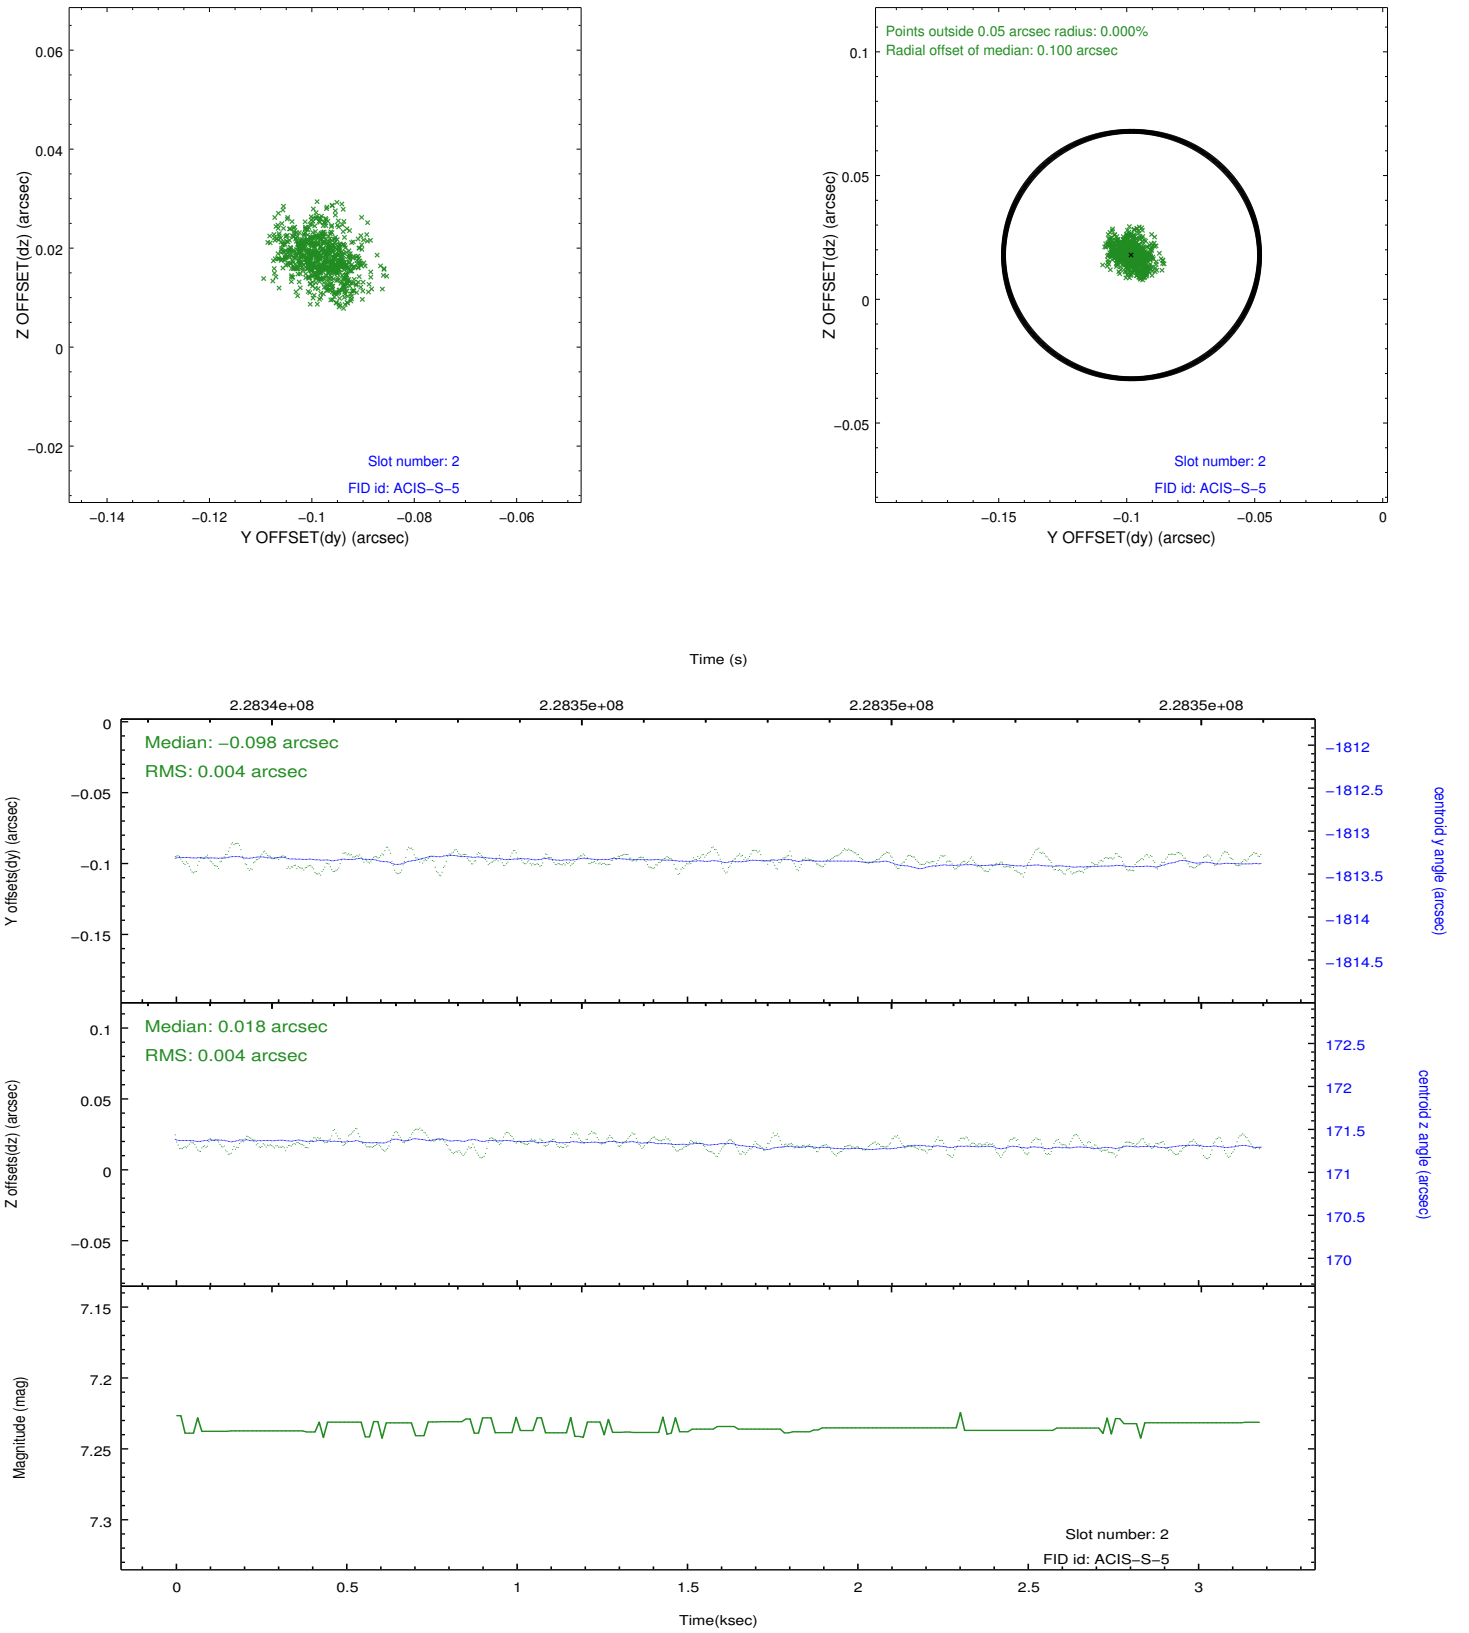 0.06
0.04
0.02
0
−0.02
Z OFFSET(dz) (arcsec)
Slot number: 2
FID id: ACIS−S−5
−0.14 −0.12 −0.1 −0.08 −0.06
Y OFFSET(dy) (arcsec)
Points outside 0.05 arcsec radius: 0.000%
Radial offset of median: 0.100 arcsec
0.1
0.05
0
−0.05
Z OFFSET(dz) (arcsec)
Slot number: 2
FID id: ACIS−S−5
−0.15 −0.1 −0.05 0
Y OFFSET(dy) (arcsec)
Time (s)
2.2834e+08 2.2835e+08 2.2835e+08 2.2835e+08
Median: −0.098 arcsec
RMS: 0.004 arcsec
0
−0.05
−0.1
−0.15
Y offsets(dy) (arcsec)
−1812
−1812.5
−1813
−1813.5
−1814
−1814.5
centroid y angle (arcsec)
Median: 0.018 arcsec
RMS: 0.004 arcsec
0.1
0.05
0
−0.05
Z offsets(dz) (arcsec)
172.5
172
171.5
171
170.5
170
centroid z angle (arcsec)
7.15
7.2
7.25
7.3
Magnitude (mag)
Slot number: 2
FID id: ACIS−S−5
0 0.5 1 1.5 2 2.5 3
Time(ksec)